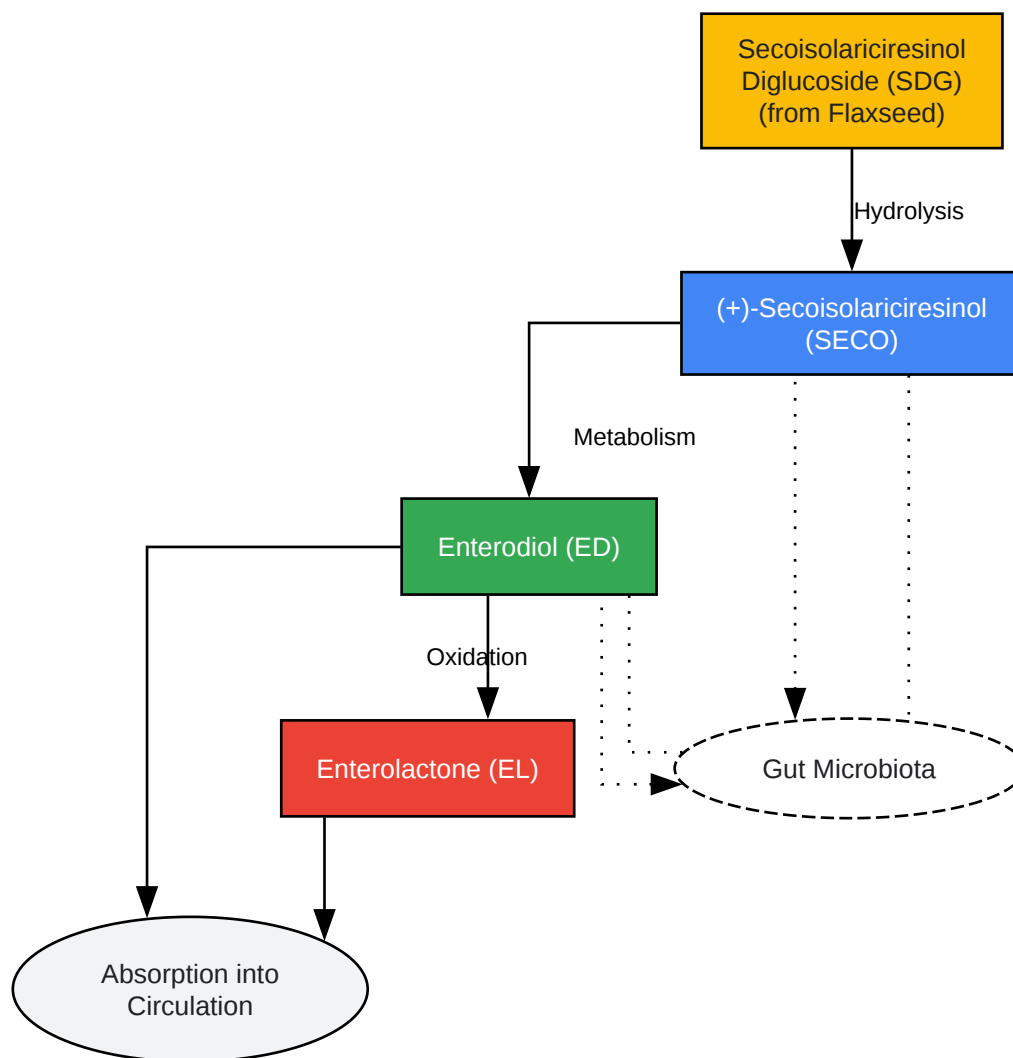 Secoisolariciresinol
Diglucoside (SDG)
(from Flaxseed)
Hydrolysis
(+)-Secoisolariciresinol
(SECO)
Metabolism
Enterodiol (ED)
Oxidation
Enterolactone (EL)
Gut Microbiota
Absorption into
Circulation